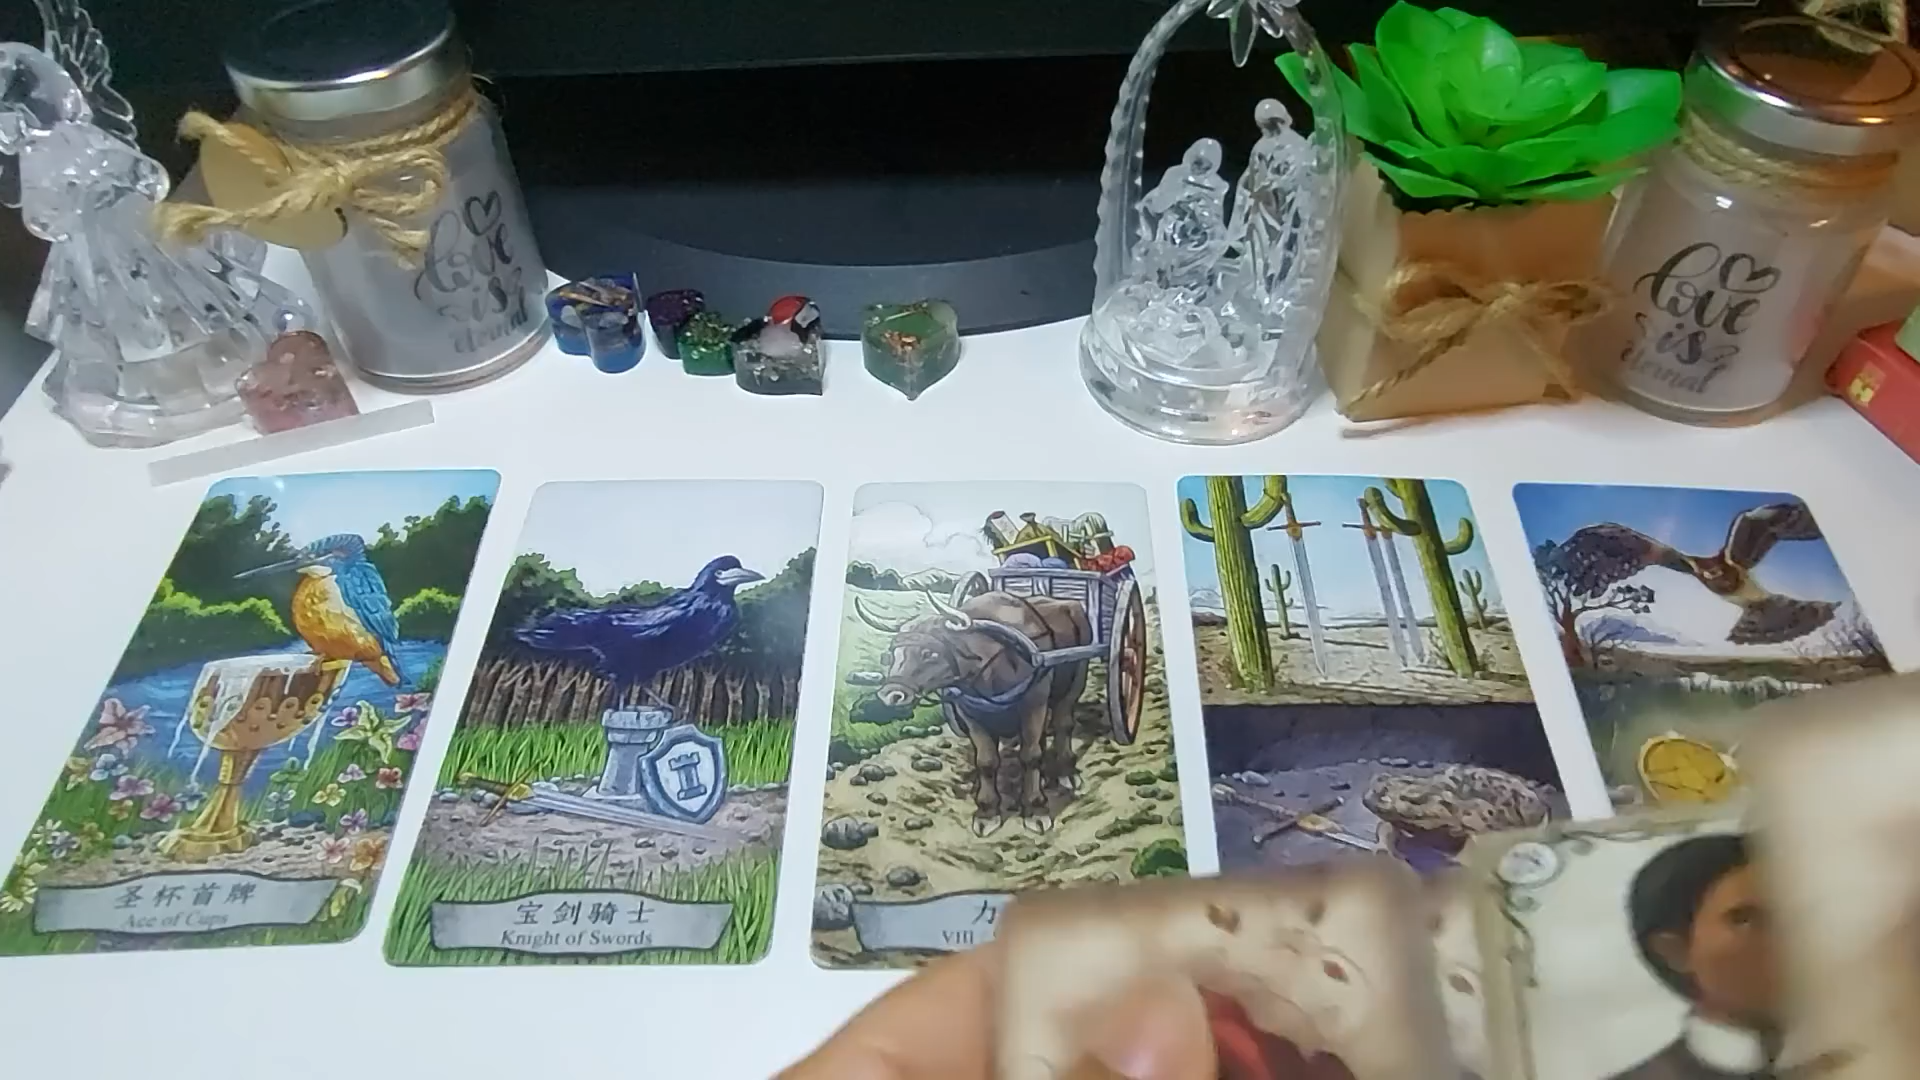 love
is
eternal
love
is
eternal
圣杯首牌
Ace of Cups
宝剑骑士
Knight of Swords
力
VIII